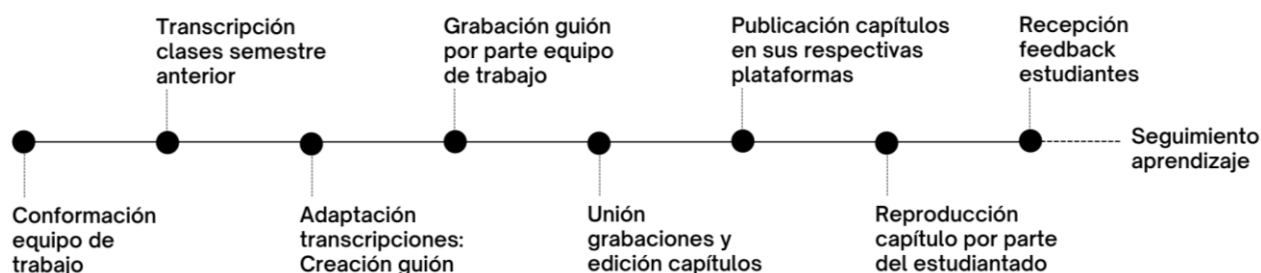 Transcripción
clases semestre
anterior
Grabación guión
por parte equipo
de trabajo
Publicación capítulos
en sus respectivas
plataformas
Recepción
feedback
estudiantes
Seguimiento
aprendizaje
Conformación
equipo de
trabajo
Adaptación
transcripciones:
Creación guión
Unión
grabaciones y
edición capítulos
Reproducción
capítulo por parte
del estudiantado